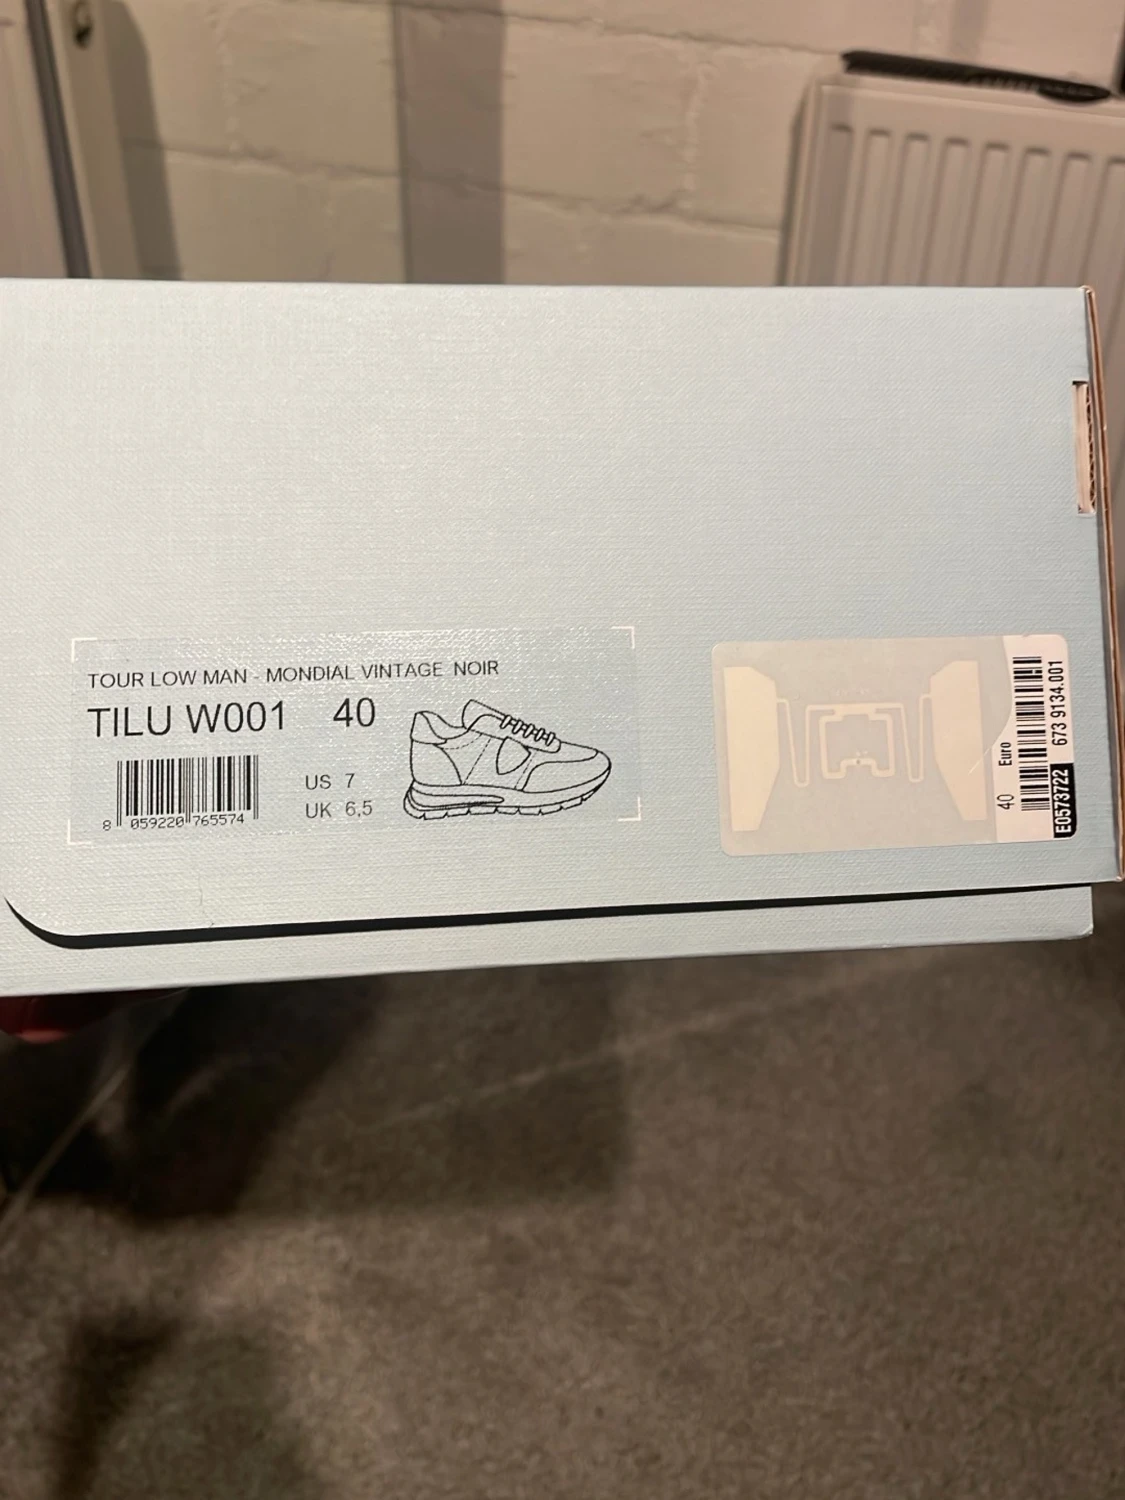 TOUR LOW MAN - MONDIAL VINTAGE NOIR
TILU W001 40
US 7
UK 6,5
8 059220 765574
40 Euro
673 9134.001
E0573722